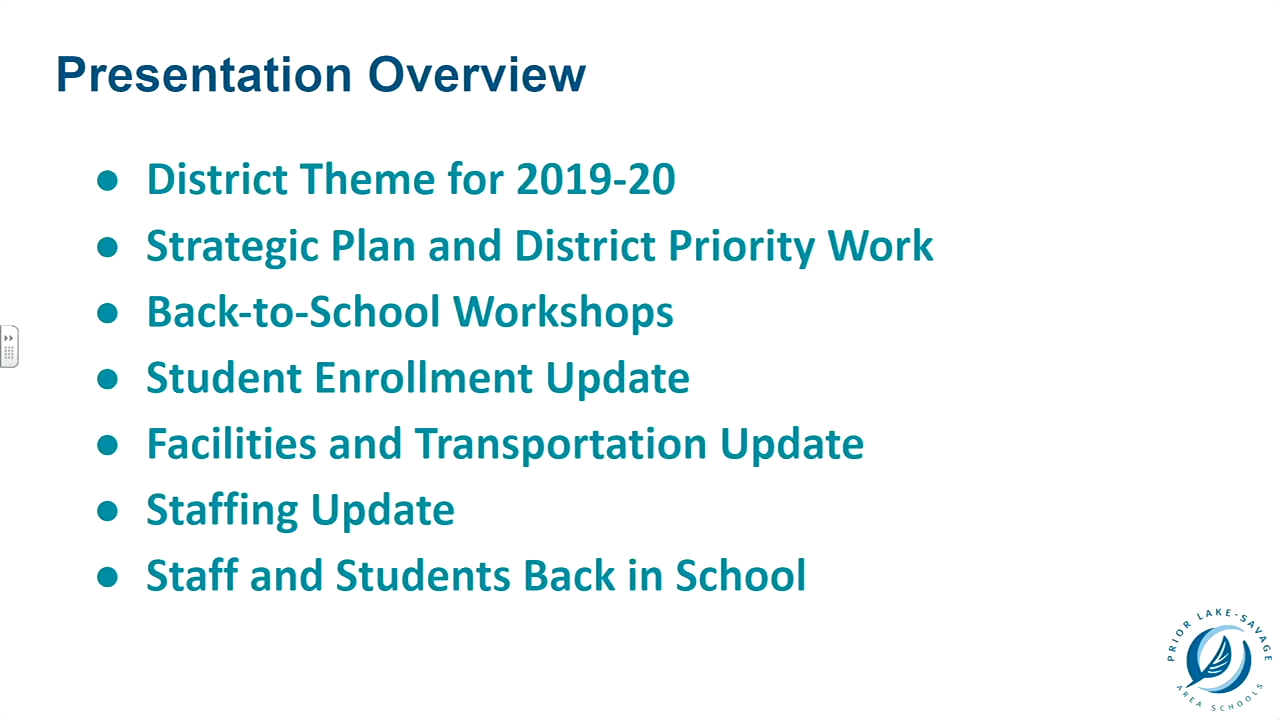 Presentation Overview
● District Theme for 2019-20
● Strategic Plan and District Priority Work
● Back-to-School Workshops
● Student Enrollment Update
● Facilities and Transportation Update
● Staffing Update
● Staff and Students Back in School
PRIOR LAKE-SAVAGE
AREA SCHOOLS